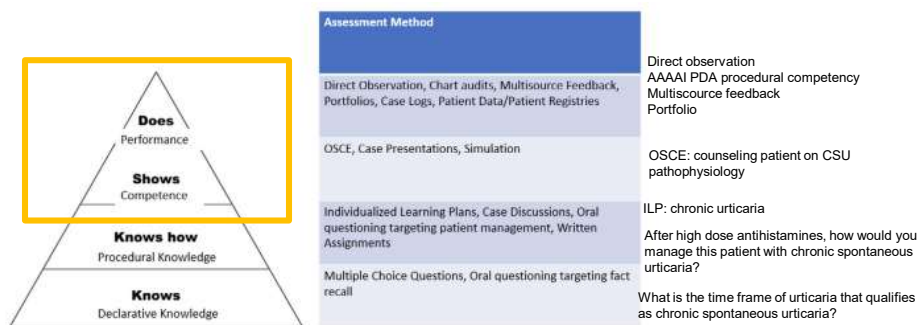 Does
Performance
Shows
Competence
Knows how
Procedural Knowledge
Knows
Declarative Knowledge
Assessment Method
Direct Observation, Chart audits, Multisource Feedback,
Portfolios, Case Logs, Patient Data/Patient Registries
OSCE, Case Presentations, Simulation
Individualized Learning Plans, Case Discussions, Oral
questioning targeting patient management, Written
Assignments
Multiple Choice Questions, Oral questioning targeting fact
recall
Direct observation
AAAAI PDA procedural competency
Multiscource feedback
Portfolio
OSCE: counseling patient on CSU
pathophysiology
ILP: chronic urticaria
After high dose antihistamines, how would you
manage this patient with chronic spontaneous
urticaria?
What is the time frame of urticaria that qualifies
as chronic spontaneous urticaria?